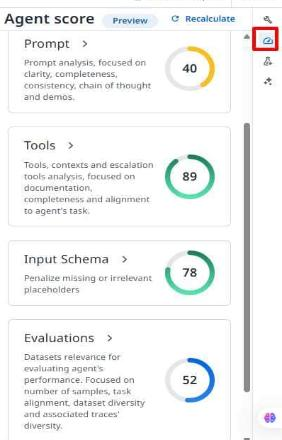 Agent score Preview Recalculate
Prompt
Prompt analysis, focused on
clarity, completeness,
consistency, chain of thought
and demos.
40
Tools
Tools, contexts and escalation
tools analysis, focused on
documentation,
completeness and alignment
to agent's task.
89
Input Schema
Penalize missing or irrelevant
placeholders
78
Evaluations
Datasets relevance for
evaluating agent's
performance. Focused on
number of samples, task
alignment, dataset diversity
and associated traces'
diversity.
52